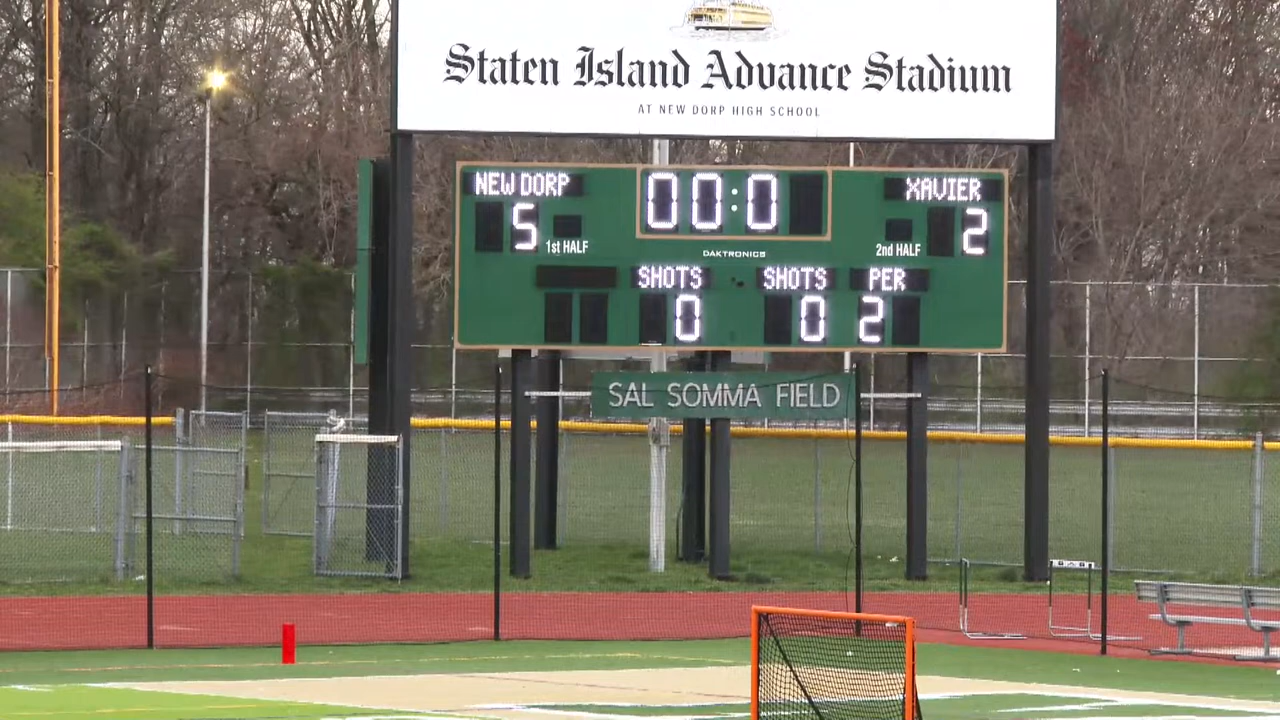 Staten Island Advance Stadium
AT NEW DORP HIGH SCHOOL
NEW DORP
00:0
XAVIER
5
2
1st HALF
2nd HALF
DAKTRONICS
SHOTS
SHOTS
PER
0
0
2
SAL SOMMA FIELD